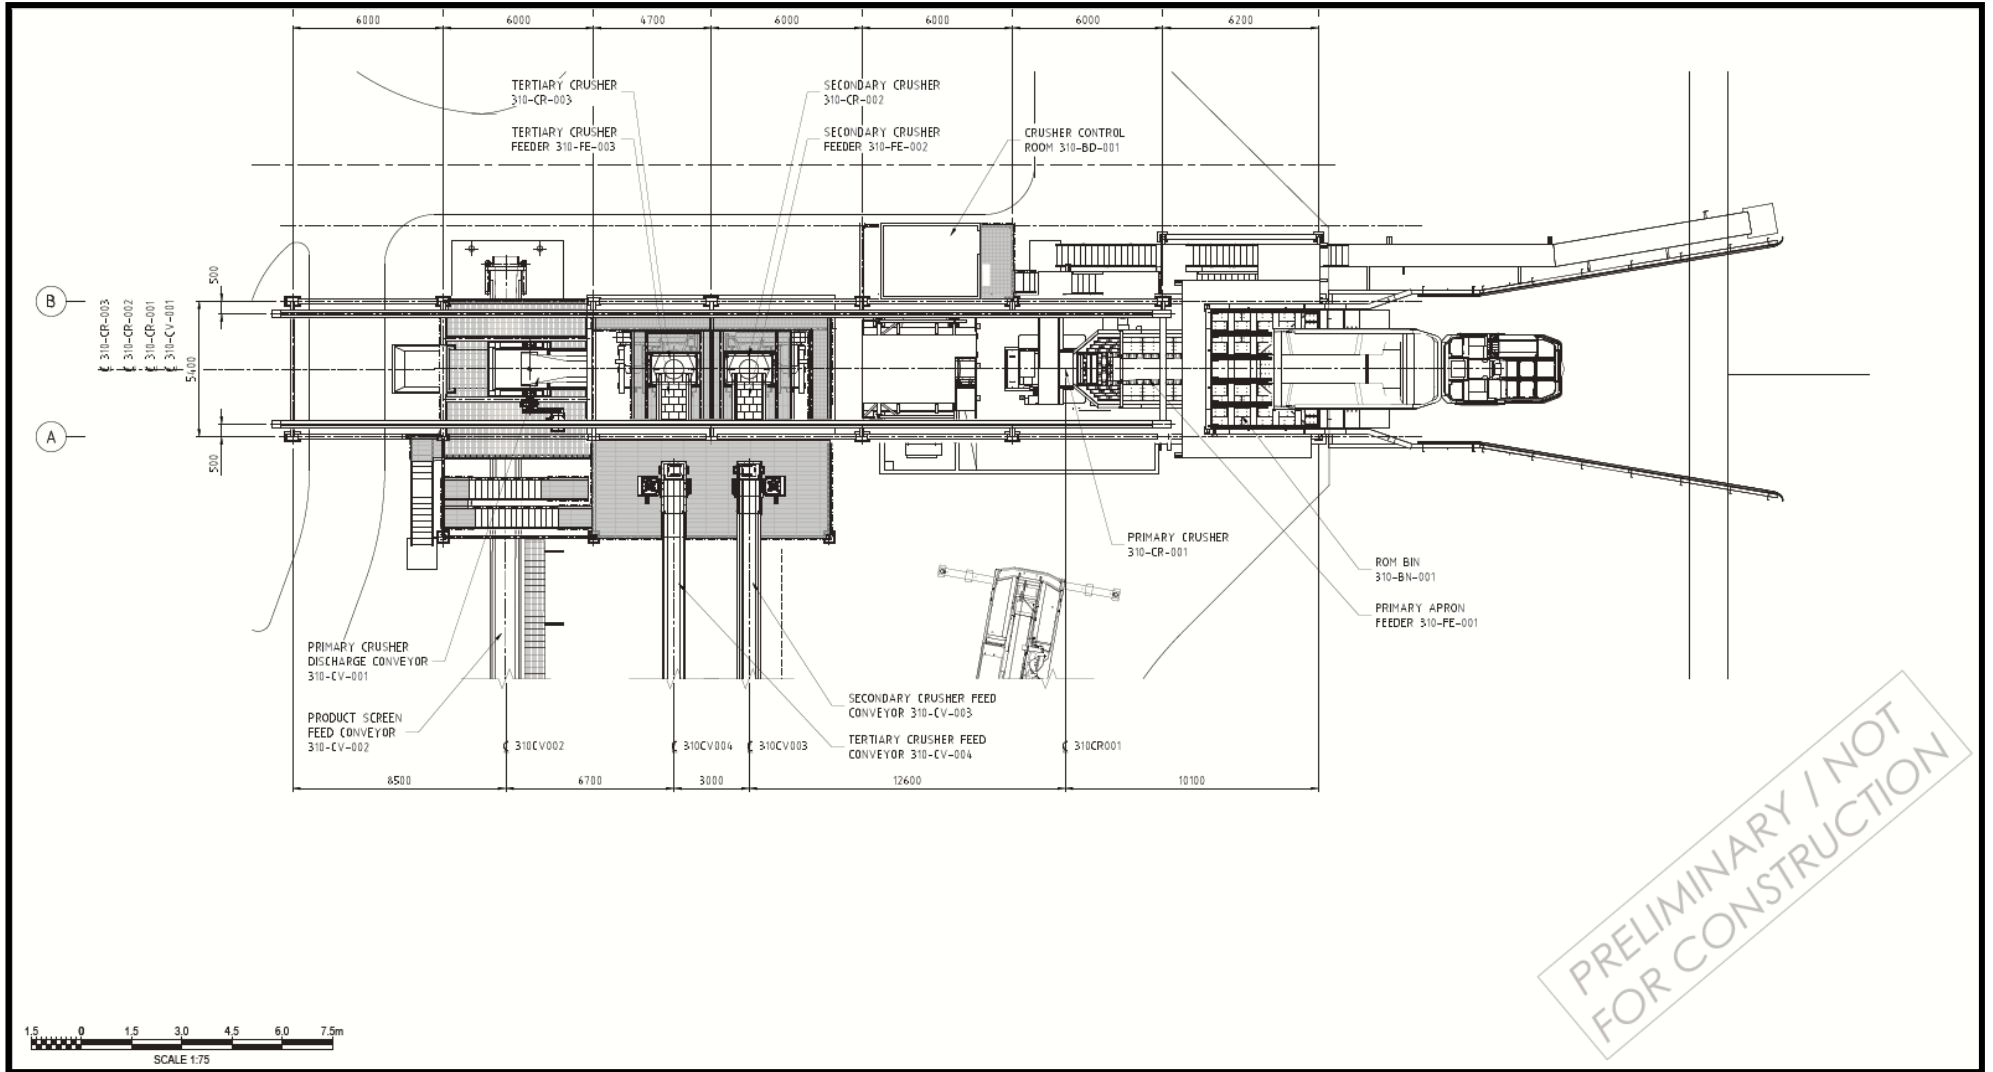 6000 6000 4700 6000 6000 6000 6200
TERTIARY CRUSHER
310-CR-003
SECONDARY CRUSHER
310-CR-002
TERTIARY CRUSHER
FEEDER 310-FE-003
SECONDARY CRUSHER
FEEDER 310-FE-002
CRUSHER CONTROL
ROOM 310-BD-001
B
A
℄ 310-CR-003
℄ 310-CR-002
℄ 310-CR-001
℄ 310-CV-001
500
5400
500
PRIMARY CRUSHER
310-CR-001
ROM BIN
310-BN-001
PRIMARY APRON
FEEDER 310-FE-001
PRIMARY CRUSHER
DISCHARGE CONVEYOR
310-CV-001
PRODUCT SCREEN
FEED CONVEYOR
310-CV-002
SECONDARY CRUSHER FEED
CONVEYOR 310-CV-003
TERTIARY CRUSHER FEED
CONVEYOR 310-CV-004
℄ 310CV002
℄ 310CV004
℄ 310CV003
℄ 310CR001
8500 6700 3000 12600 10100
PRELIMINARY / NOT
FOR CONSTRUCTION
1.5 0 1.5 3.0 4.5 6.0 7.5m
SCALE 1:75